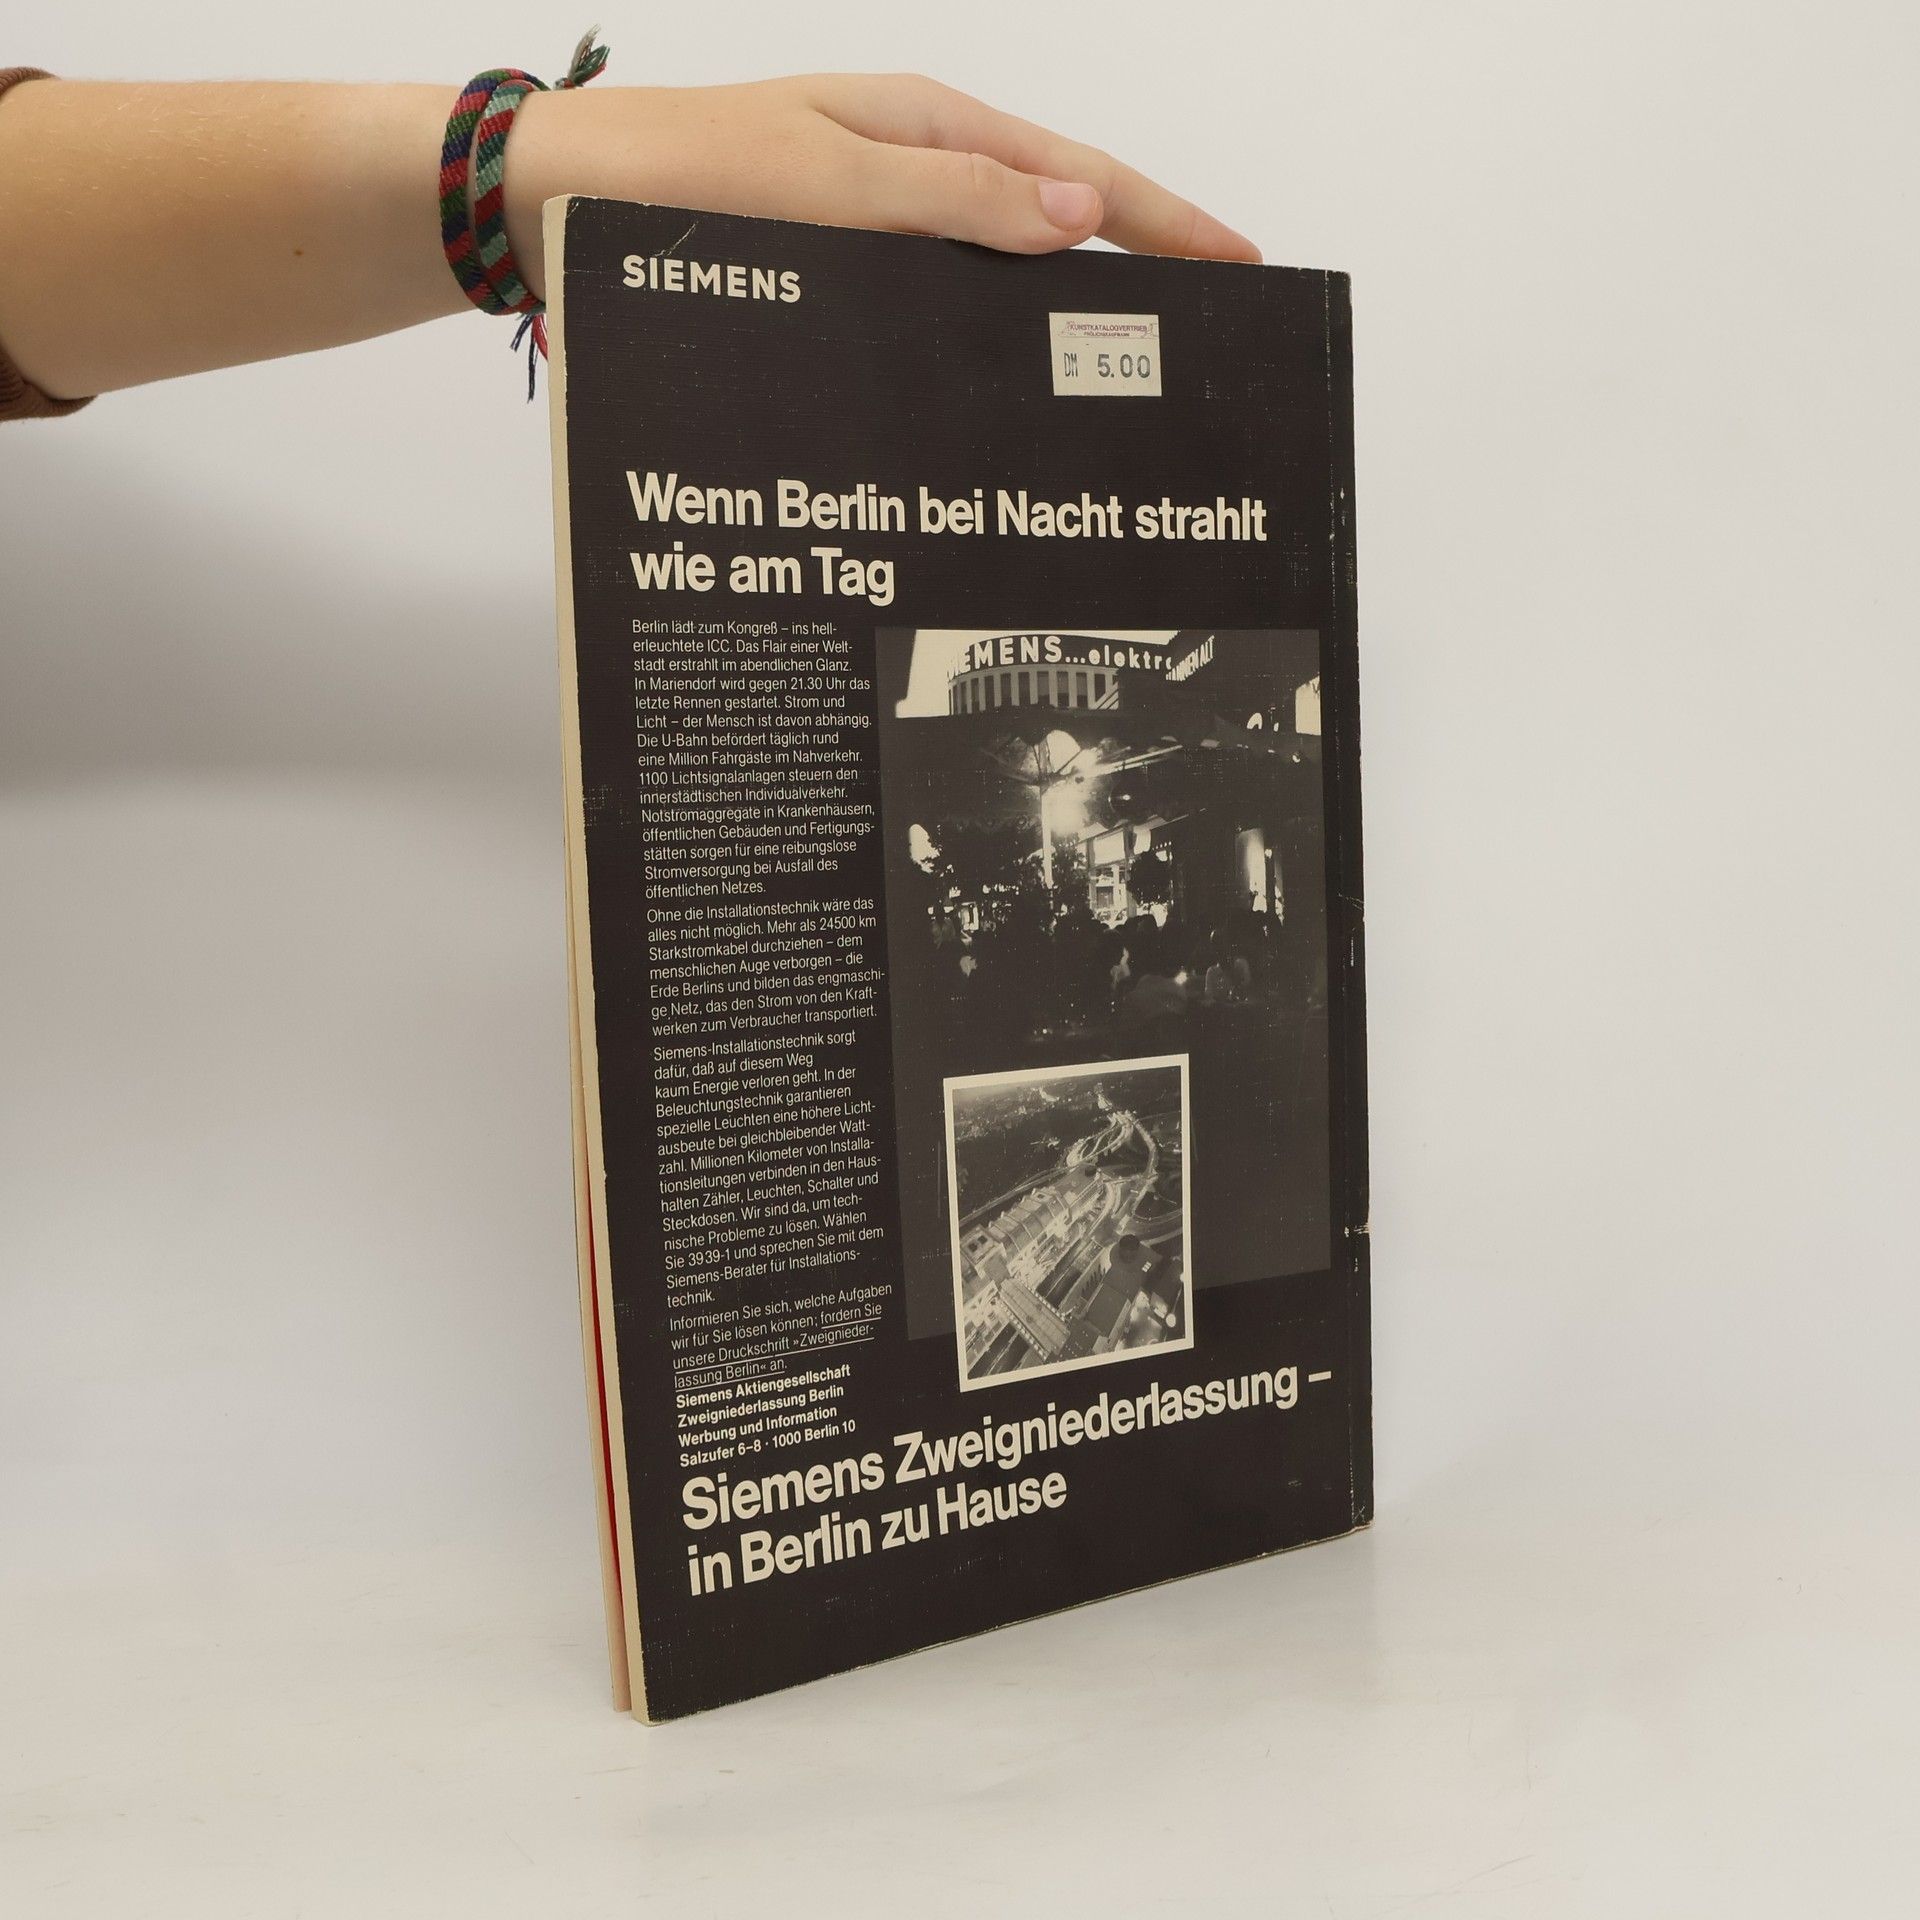 SIEMENS
KUNSTKATALOGVERTRIEB
DM 5.00
Wenn Berlin bei Nacht strahlt
wie am Tag
Berlin lädt zum Kongreß – ins hell-
erleuchtete ICC. Das Flair einer Welt-
stadt erstrahlt im abendlichen Glanz.
In Mariendorf wird gegen 21.30 Uhr das
letzte Rennen gestartet. Strom und
Licht – der Mensch ist davon abhängig.
Die U-Bahn befördert täglich rund
eine Million Fahrgäste im Nahverkehr.
1100 Lichtsignalanlagen steuern den
innerstädtischen Individualverkehr.
Notstromaggregate in Krankenhäusern,
öffentlichen Gebäuden und Fertigungs-
stätten sorgen für eine reibungslose
Stromversorgung bei Ausfall des
öffentlichen Netzes.
Ohne die Installationstechnik wäre das
alles nicht möglich. Mehr als 24500 km
Starkstromkabel durchziehen – dem
menschlichen Auge verborgen – die
Erde Berlins und bilden das engmaschi-
ge Netz, das den Strom von den Kraft-
werken zum Verbraucher transportiert.
Siemens-Installationstechnik sorgt
dafür, daß auf diesem Weg
kaum Energie verloren geht. In der
Beleuchtungstechnik garantieren
spezielle Leuchten eine höhere Licht-
ausbeute bei gleichbleibender Watt-
zahl. Millionen Kilometer von Installa-
tionsleitungen verbinden in den Haus-
halten Zähler, Leuchten, Schalter und
Steckdosen. Wir sind da, um tech-
nische Probleme zu lösen. Wählen
Sie 3939-1 und sprechen Sie mit dem
Siemens-Berater für Installations-
technik.
Informieren Sie sich, welche Aufgaben
wir für Sie lösen können; fordern Sie
unsere Druckschrift »Zweignieder-
lassung Berlin« an.
Siemens Aktiengesellschaft
Zweigniederlassung Berlin
Werbung und Information
Salzufer 6–8 · 1000 Berlin 10
EMENS...elektro
Siemens Zweigniederlassung –
in Berlin zu Hause